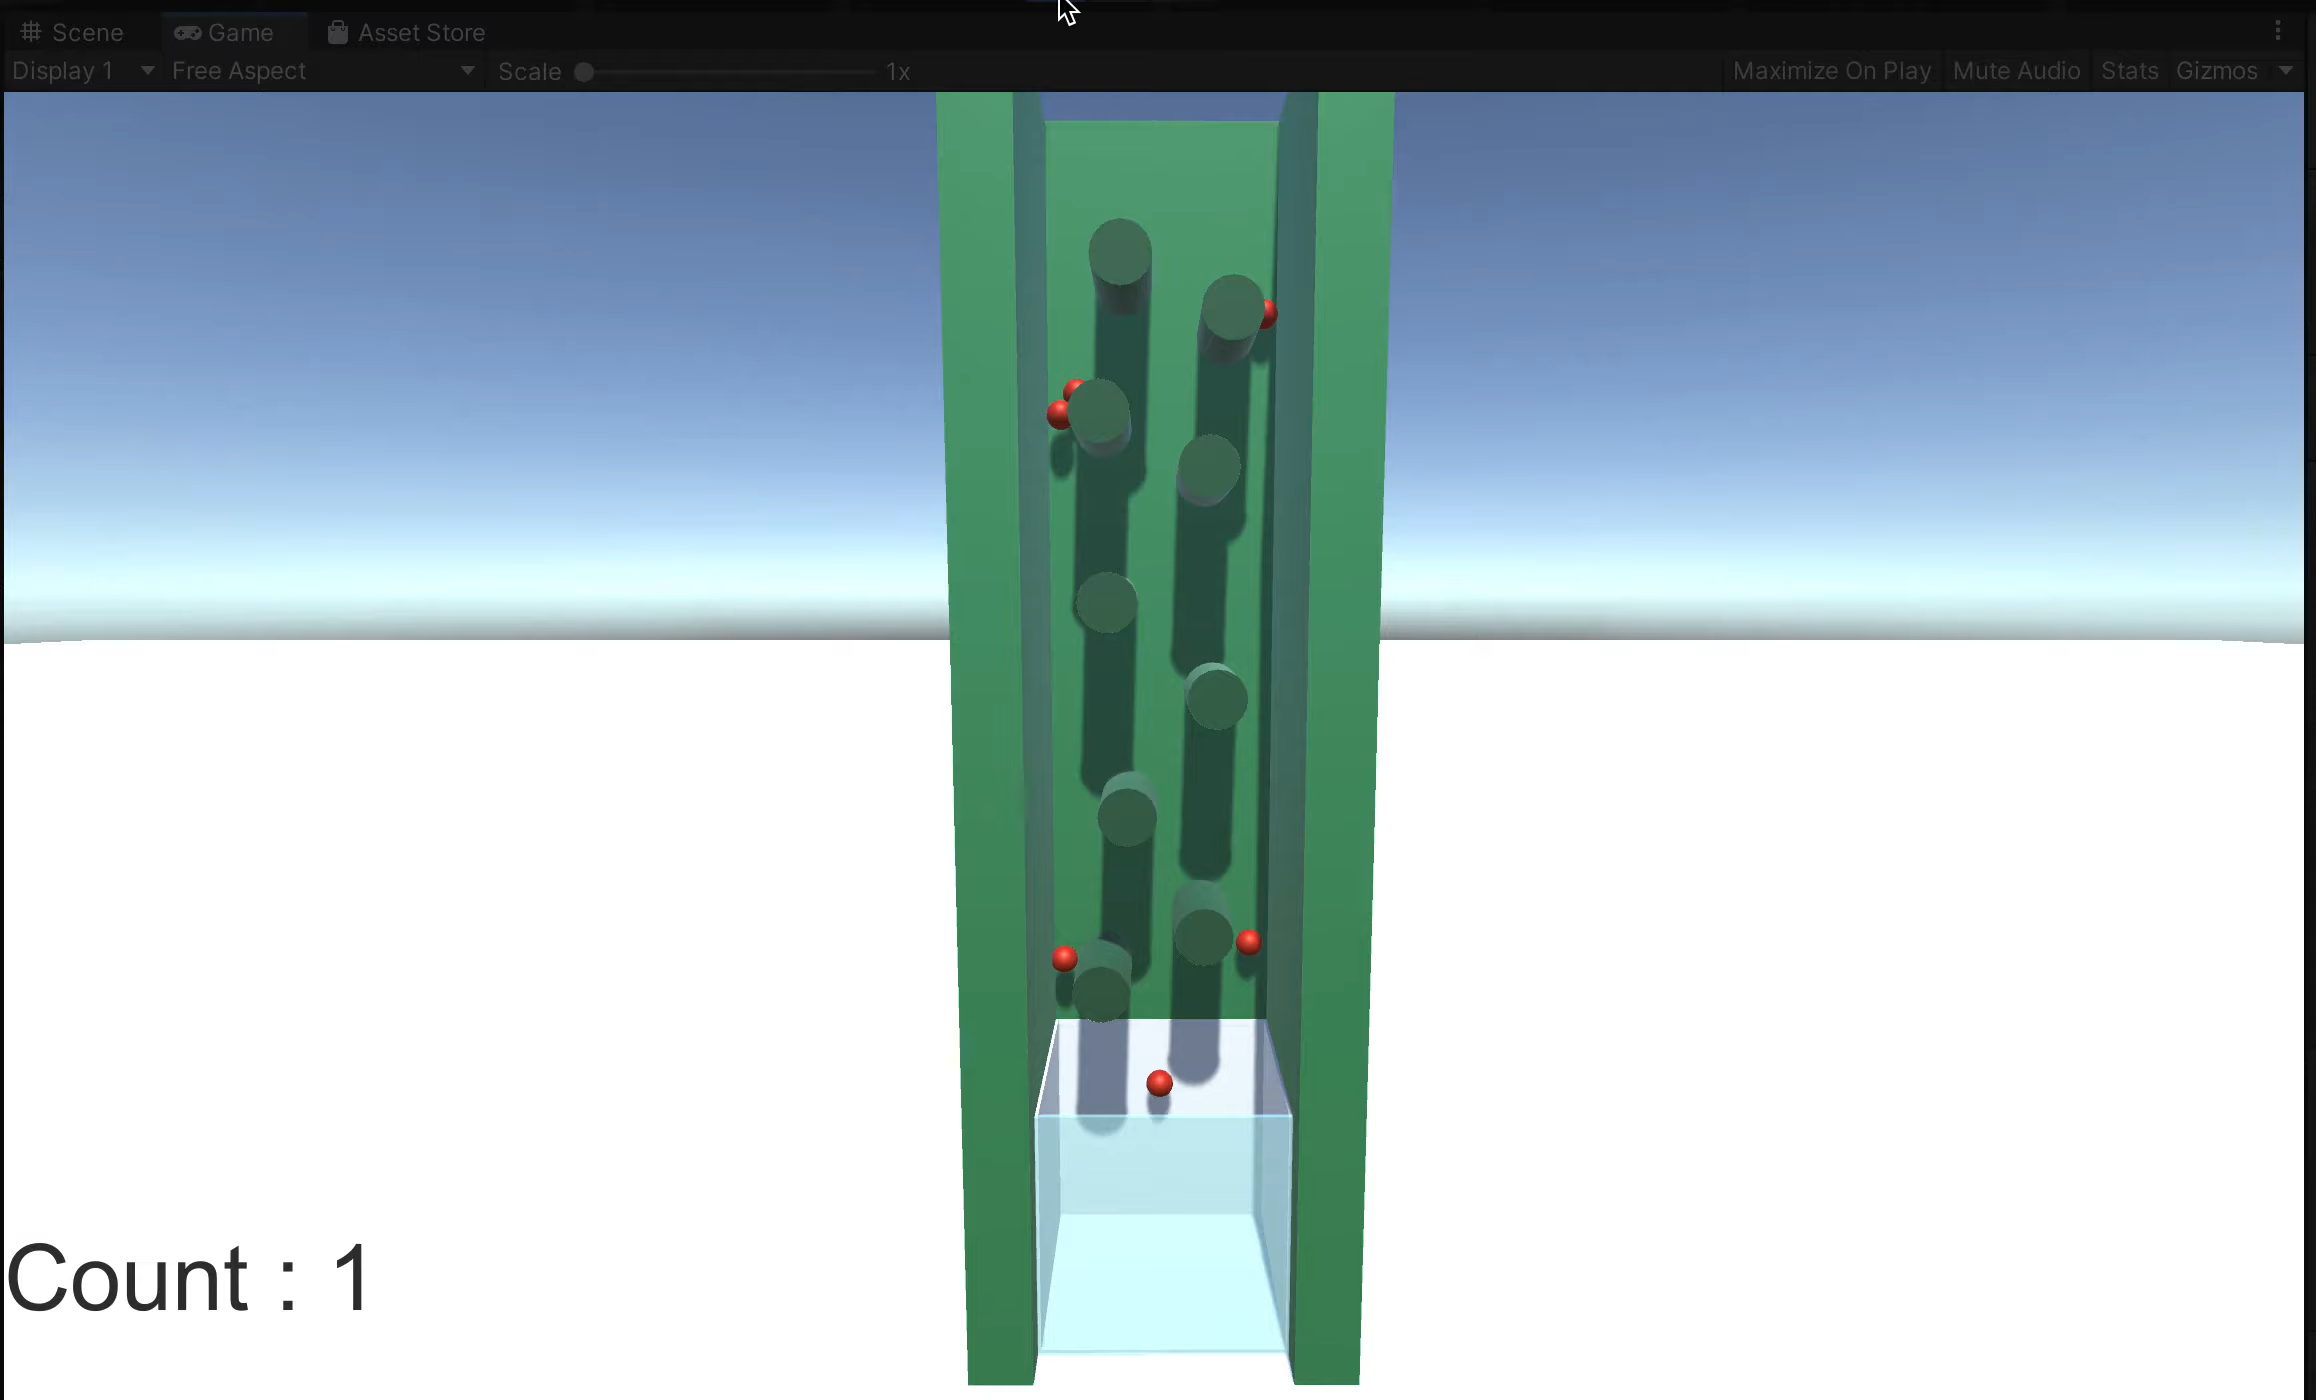 Scene Game Asset Store
Display 1 Free Aspect Scale 1x Maximize On Play Mute Audio Stats Gizmos
Count : 1